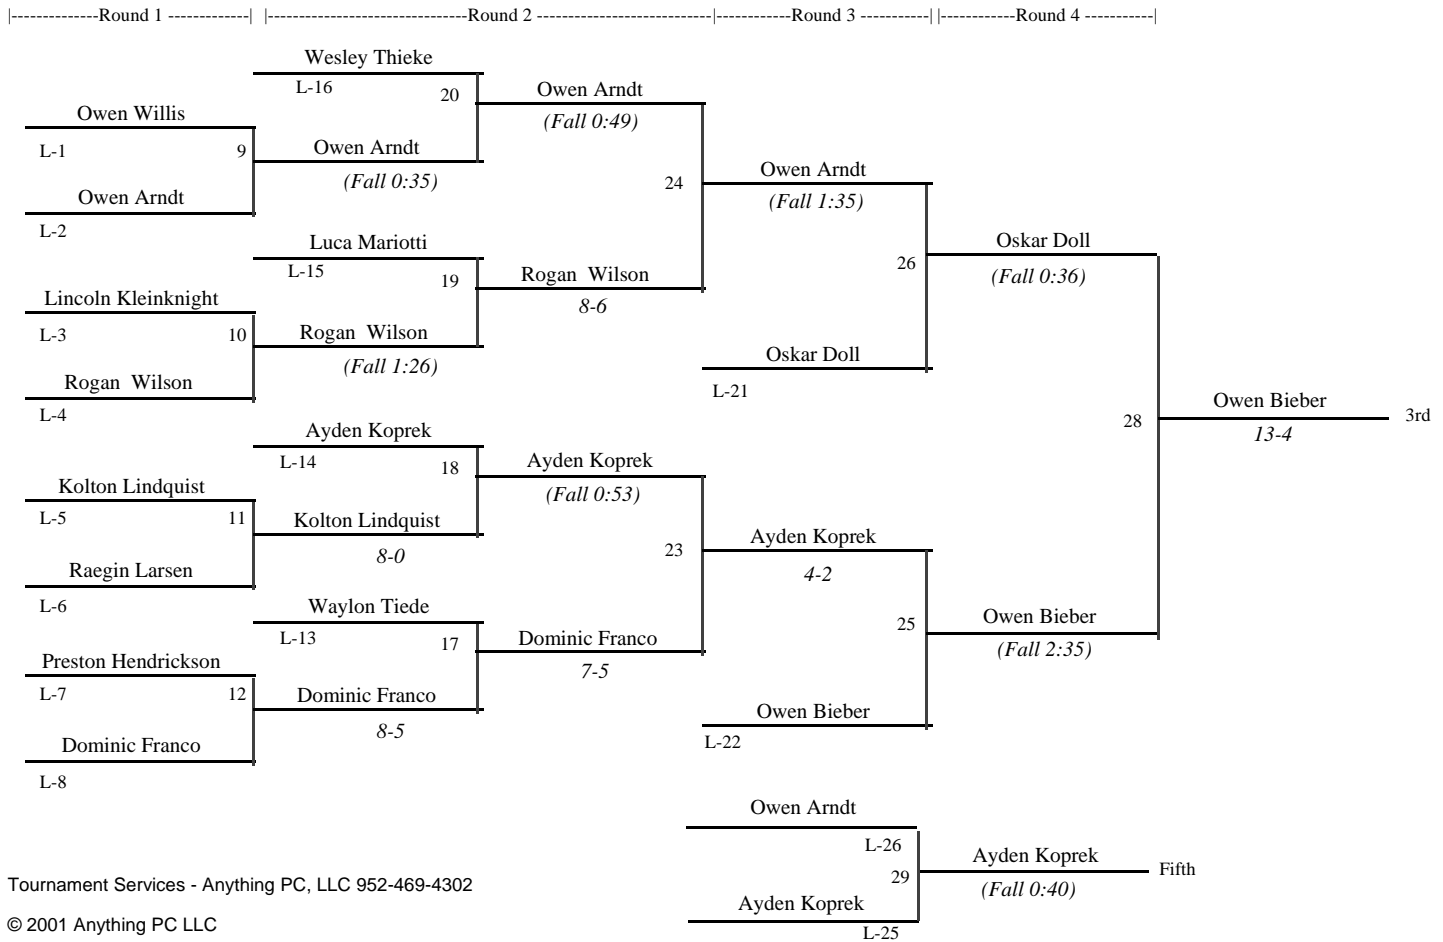 |--------------Round 1 -------------| |----------------------------------Round 2 ------------------------------|-------------Round 3 ------------| |-------------Round 4 ------------|
Wesley Thieke
L-16
20
Owen Arndt
(Fall 0:49)
Owen Willis
L-1
9
Owen Arndt
(Fall 0:35)
Owen Arndt
L-2
24
Owen Arndt
(Fall 1:35)
Luca Mariotti
L-15
19
Rogan  Wilson
8-6
Lincoln Kleinknight
L-3
10
Rogan  Wilson
(Fall 1:26)
Rogan  Wilson
L-4
26
Oskar Doll
(Fall 0:36)
Oskar Doll
L-21
Ayden Koprek
L-14
18
Ayden Koprek
(Fall 0:53)
Kolton Lindquist
L-5
11
Kolton Lindquist
8-0
Raegin Larsen
L-6
23
Ayden Koprek
4-2
28
Owen Bieber
13-4
3rd
Waylon Tiede
L-13
17
Dominic Franco
7-5
Preston Hendrickson
L-7
12
Dominic Franco
8-5
Dominic Franco
L-8
25
Owen Bieber
(Fall 2:35)
Owen Bieber
L-22
Owen Arndt
L-26
29
Ayden Koprek
(Fall 0:40)
Fifth
Ayden Koprek
L-25
Tournament Services - Anything PC, LLC 952-469-4302
© 2001 Anything PC LLC